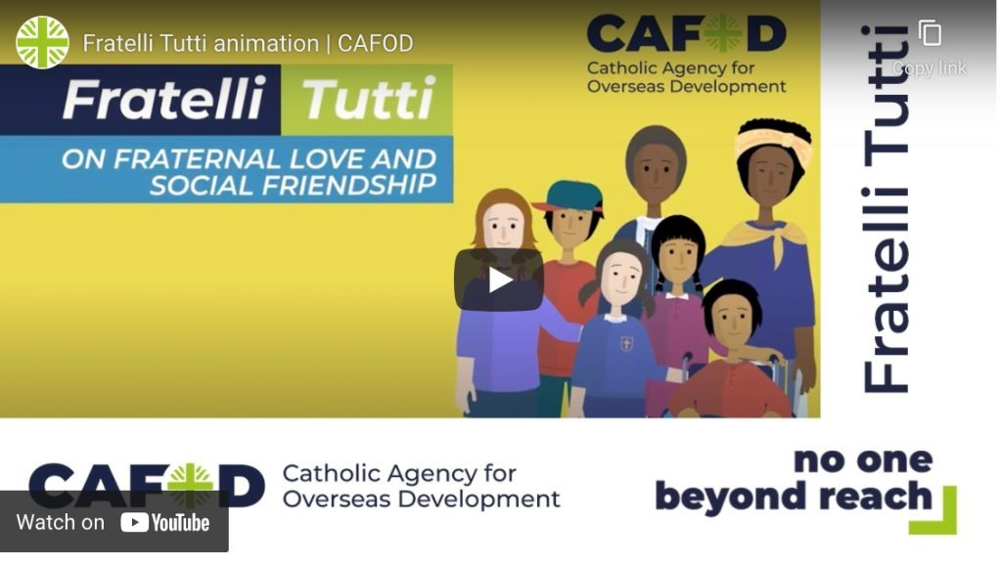 Fratelli Tutti animation | CAFOD
Copy link
CAFOD
Catholic Agency for
Overseas Development
Fratelli Tutti
ON FRATERNAL LOVE AND
SOCIAL FRIENDSHIP
Fratelli Tutti
CAFOD
Catholic Agency for
Overseas Development
no one
beyond reach
Watch on YouTube